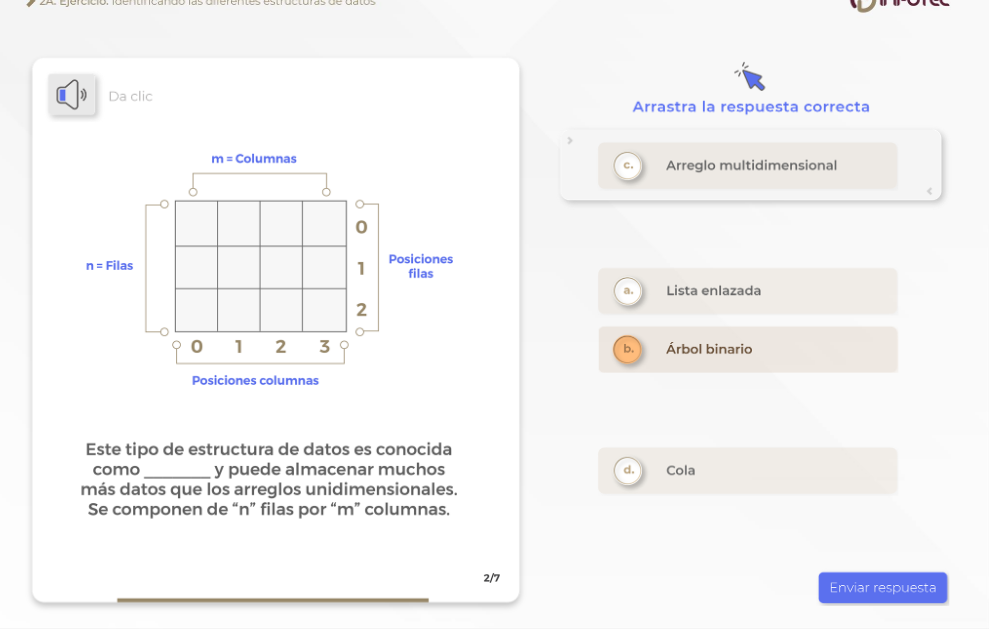 2A. Ejercicio. Identificando las diferentes estructuras de datos
INFOTEC
Da clic
m = Columnas
n = Filas
0
1
2
Posiciones
filas
0 1 2 3
Posiciones columnas
Este tipo de estructura de datos es conocida
como ________ y puede almacenar muchos
más datos que los arreglos unidimensionales.
Se componen de “n” filas por “m” columnas.
2/7
Arrastra la respuesta correcta
c. Arreglo multidimensional
a. Lista enlazada
b. Árbol binario
d. Cola
Enviar respuesta